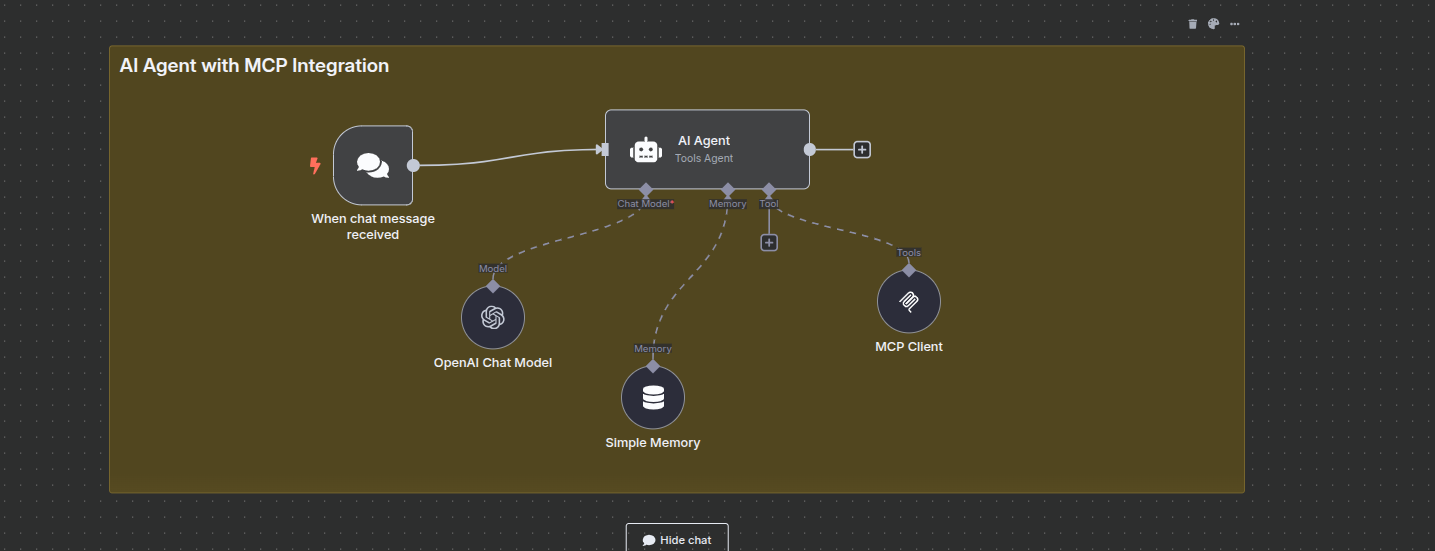 AI Agent with MCP Integration
AI Agent
Tools Agent
When chat message
received
Chat Model*
Memory
Tool
Model
Tools
OpenAI Chat Model
MCP Client
Memory
Simple Memory
Hide chat